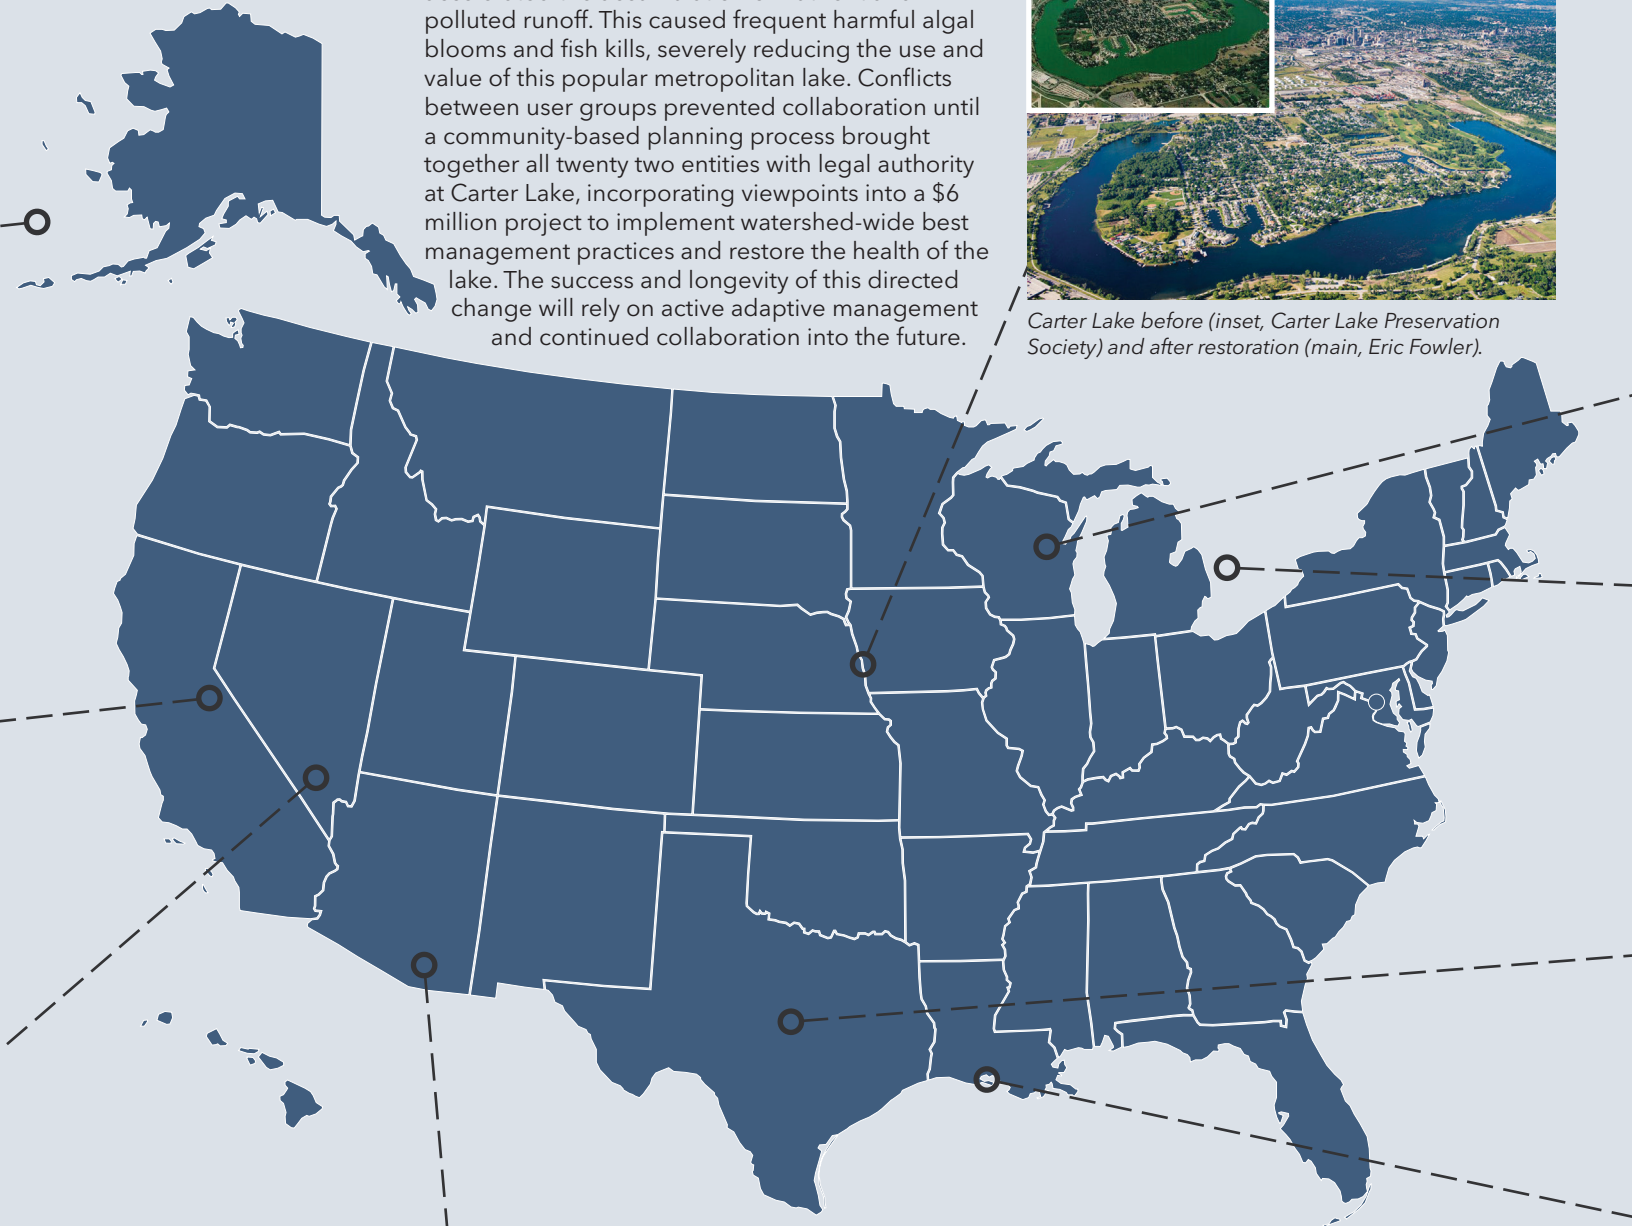 polluted runoff. This caused frequent harmful algal
blooms and fish kills, severely reducing the use and
value of this popular metropolitan lake. Conflicts
between user groups prevented collaboration until
a community-based planning process brought
together all twenty two entities with legal authority
at Carter Lake, incorporating viewpoints into a $6
million project to implement watershed-wide best
management practices and restore the health of the
lake. The success and longevity of this directed
change will rely on active adaptive management
and continued collaboration into the future.
Carter Lake before (inset, Carter Lake Preservation
Society) and after restoration (main, Eric Fowler).